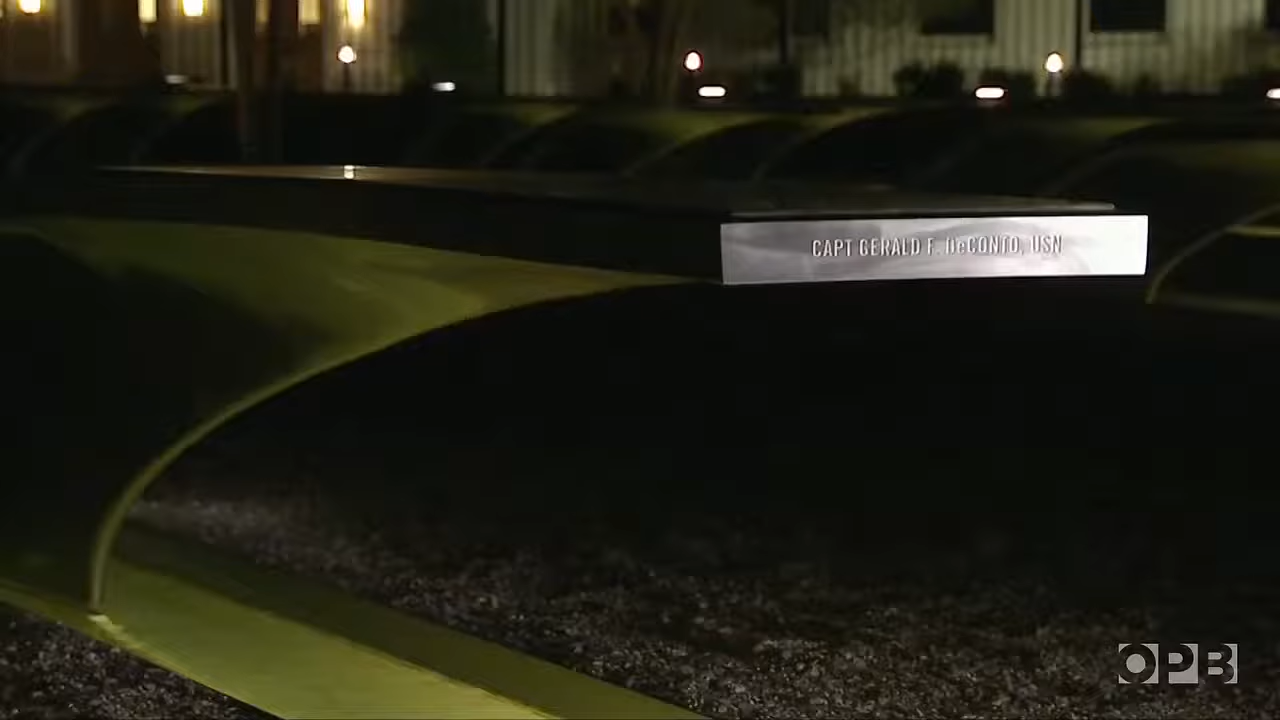 CAPT GERALD F. DeCONTO, USN
OPB